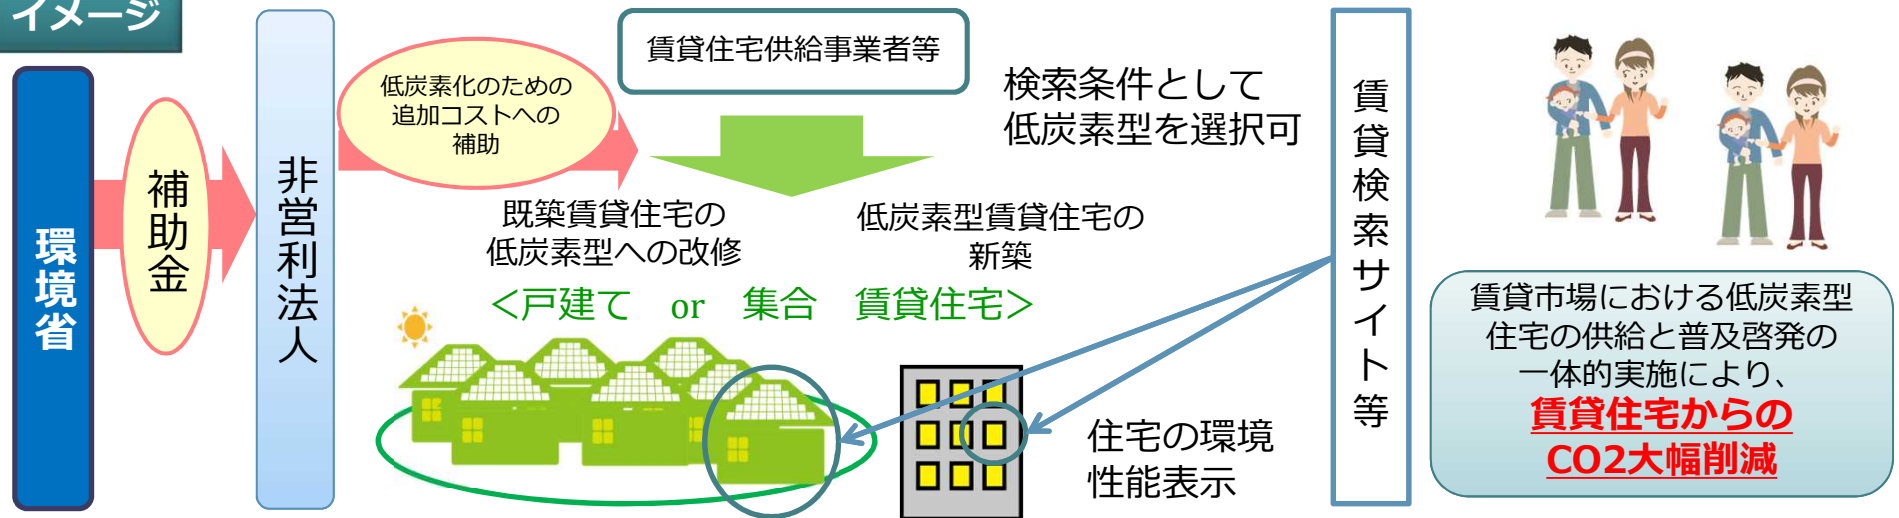 イメージ
環境省
補助金
非営利法人
低炭素化のための
追加コストへの
補助
賃貸住宅供給事業者等
検索条件として
低炭素型を選択可
既築賃貸住宅の
低炭素型への改修
低炭素型賃貸住宅の
新築
<戸建て or 集合 賃貸住宅>
住宅の環境
性能表示
賃貸検索サイト等
賃貸市場における低炭素型
住宅の供給と普及啓発の
一体的実施により、
賃貸住宅からの
CO2大幅削減